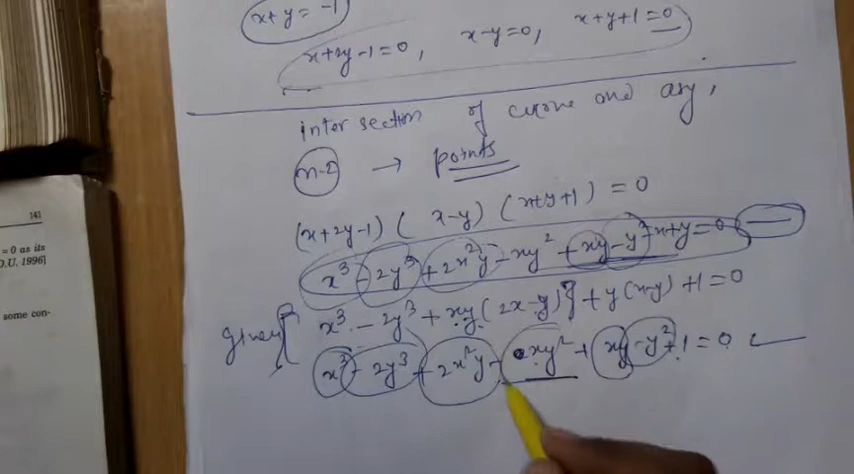 x+y = -1
x+2y-1=0, x-y=0, x+y+1=0
intersection of curve and asy,
n-2 → points
(x+2y-1) (x-y) (x+y+1) = 0
x³-2y³+2x²y-xy²+xy-y²-x+y=0
141
= 0 as its
D.U. 1996]
some con-
given x³-2y³+xy(2x-y)+y(x-y)+1=0
x³-2y³+2x²y-xy²+xy-y²+1=0